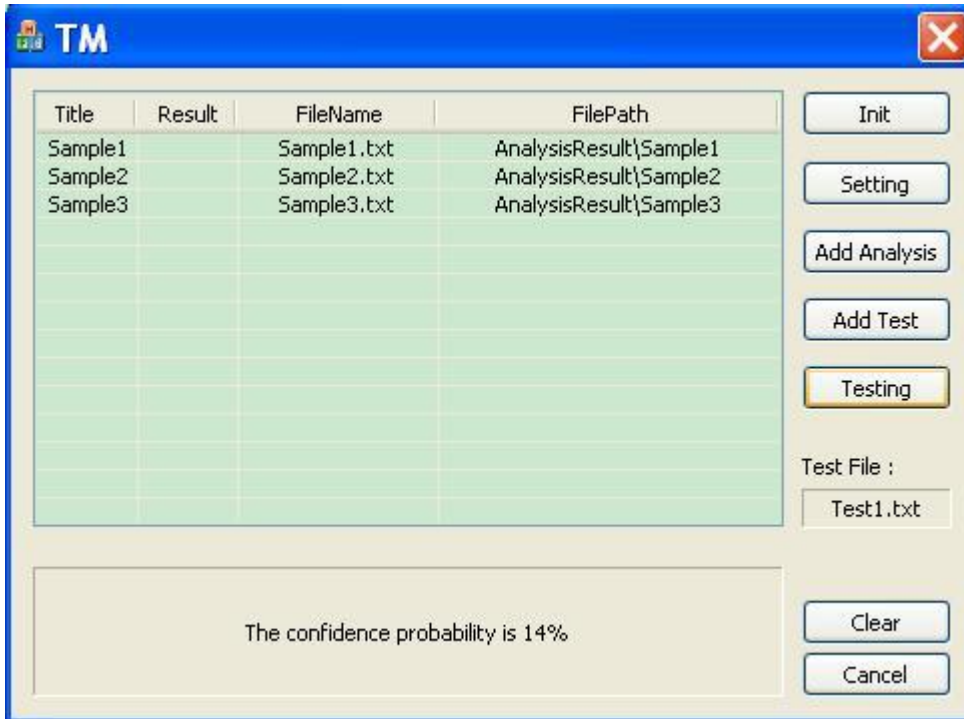 TM
Title Result FileName FilePath
Sample1 Sample1.txt AnalysisResult\Sample1
Sample2 Sample2.txt AnalysisResult\Sample2
Sample3 Sample3.txt AnalysisResult\Sample3
Init
Setting
Add Analysis
Add Test
Testing
Test File :
Test1.txt
The confidence probability is 14%
Clear
Cancel